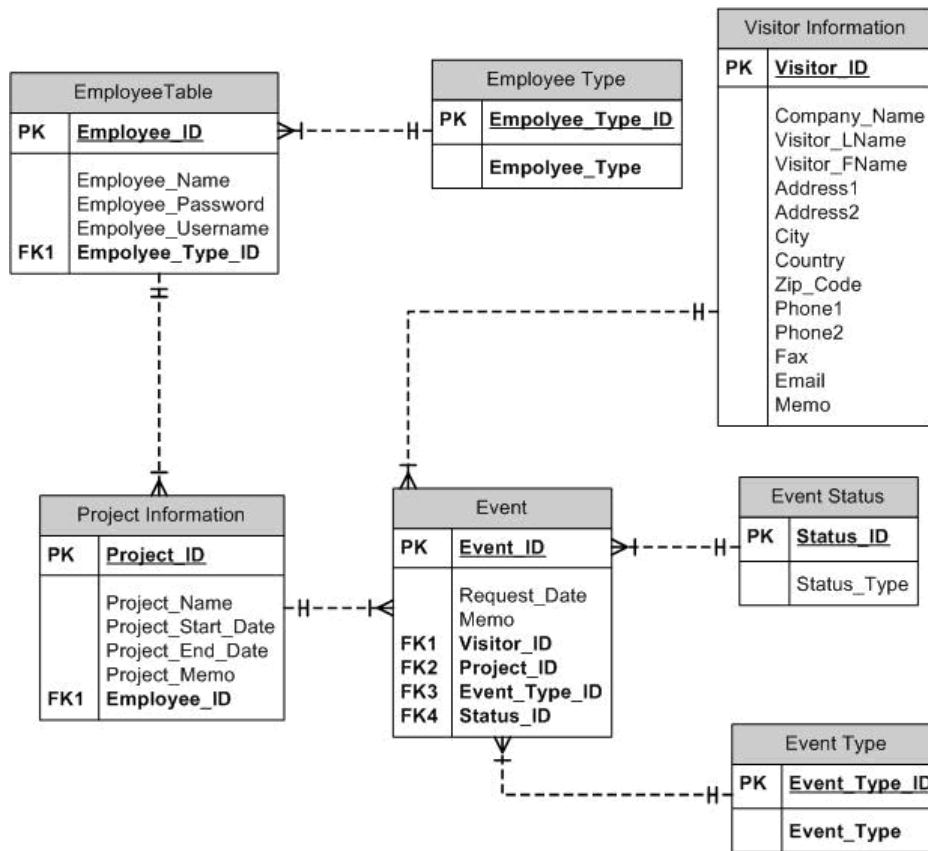 EmployeeTable
PK Employee_ID
Employee_Name
Employee_Password
Empolyee_Username
FK1 Empolyee_Type_ID
Employee Type
PK Empolyee_Type_ID
Empolyee_Type
Visitor Information
PK Visitor_ID
Company_Name
Visitor_LName
Visitor_FName
Address1
Address2
City
Country
Zip_Code
Phone1
Phone2
Fax
Email
Memo
Project Information
PK Project_ID
Project_Name
Project_Start_Date
Project_End_Date
Project_Memo
FK1 Employee_ID
Event
PK Event_ID
Request_Date
Memo
FK1 Visitor_ID
FK2 Project_ID
FK3 Event_Type_ID
FK4 Status_ID
Event Status
PK Status_ID
Status_Type
Event Type
PK Event_Type_ID
Event_Type